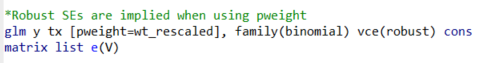 *Robust SEs are implied when using pweight
glm y tx [pweight=wt_rescaled], family(binomial) vce(robust) cons
matrix list e(V)